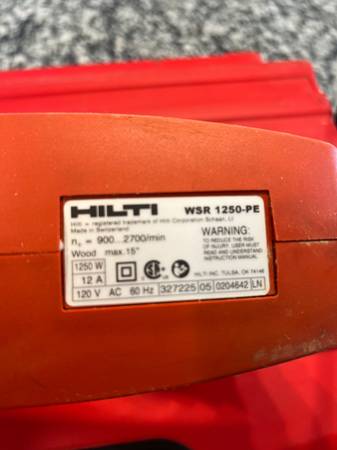 HILTI WSR 1250-PE
Hilti = registered trademark of Hilti Corporation Schaan, LI
Made in Switzerland
n₀ = 900...2700/min
Wood max.15"
WARNING:
TO REDUCE THE RISK
OF INJURY, USER MUST
READ AND UNDERSTAND
INSTRUCTION MANUAL
1250 W
12 A
HILTI INC. TULSA, OK 74146
120 V AC 60 Hz 327225 05 0204642 LN